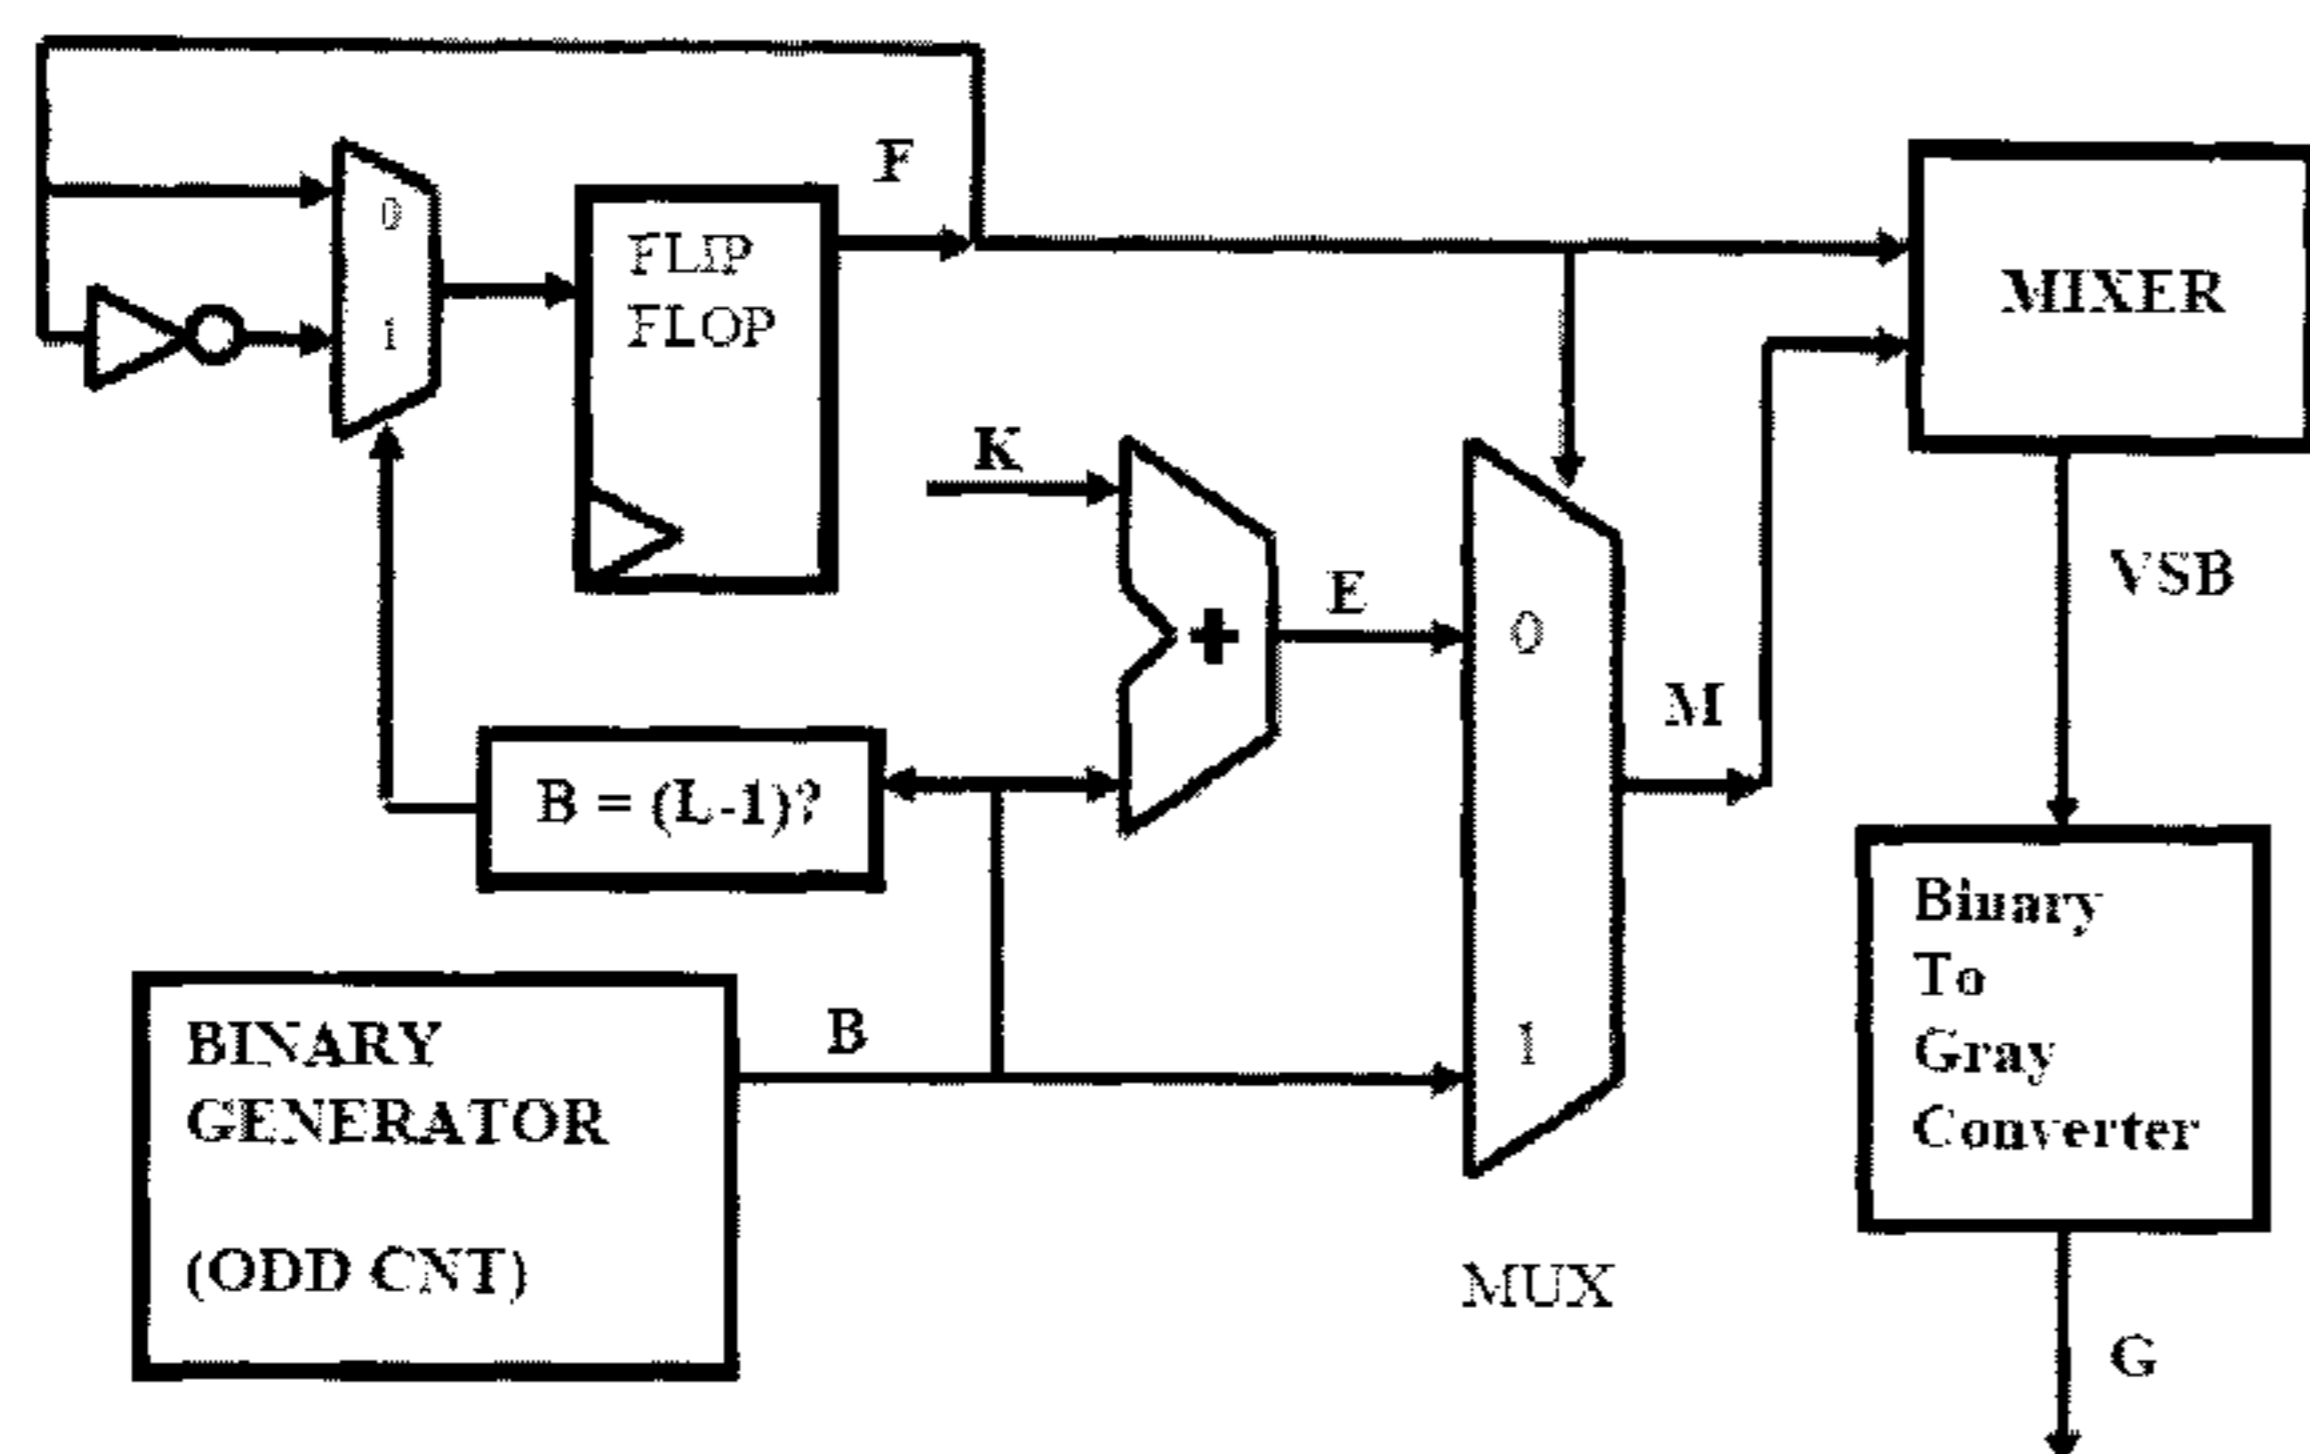 F
0
1
FLIP
FLOP
MIXER
K
+
E
0
M
VSB
B = (L-1)?
BINARY
GENERATOR
(ODD CNT)
B
1
MUX
Binary
To
Gray
Converter
G